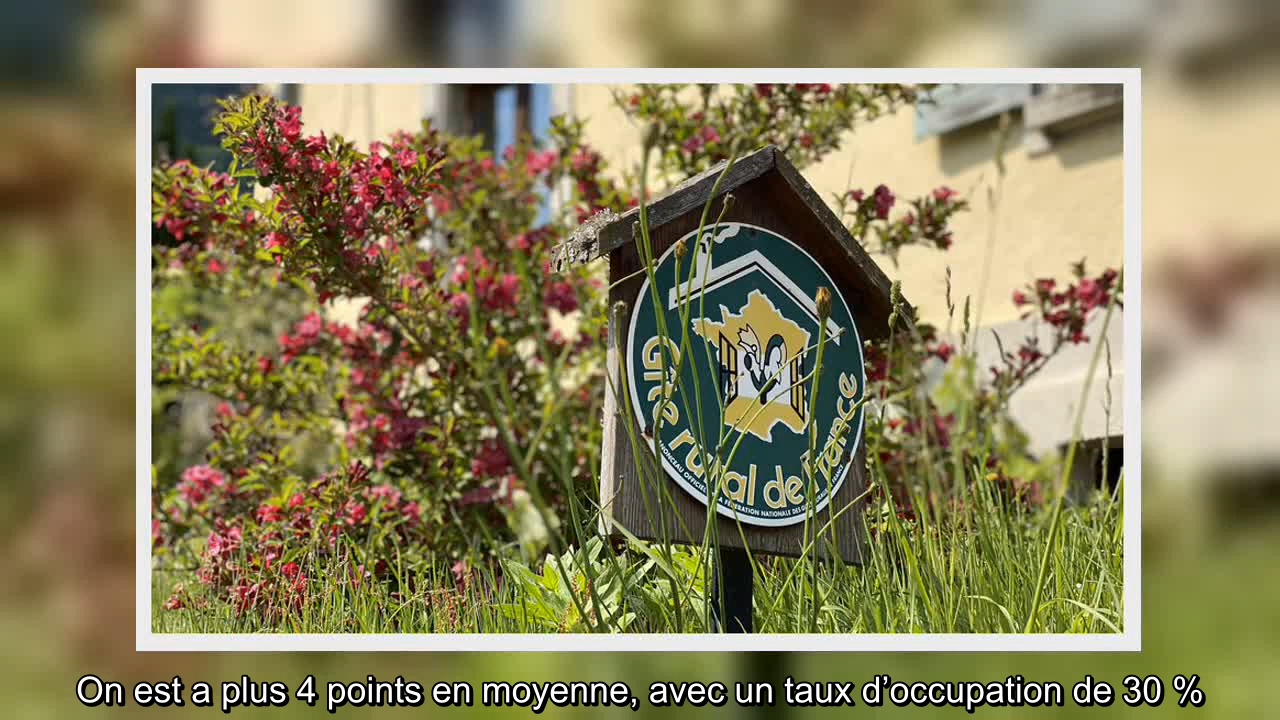 Gîte rural de France
On est a plus 4 points en moyenne, avec un taux d’occupation de 30 %